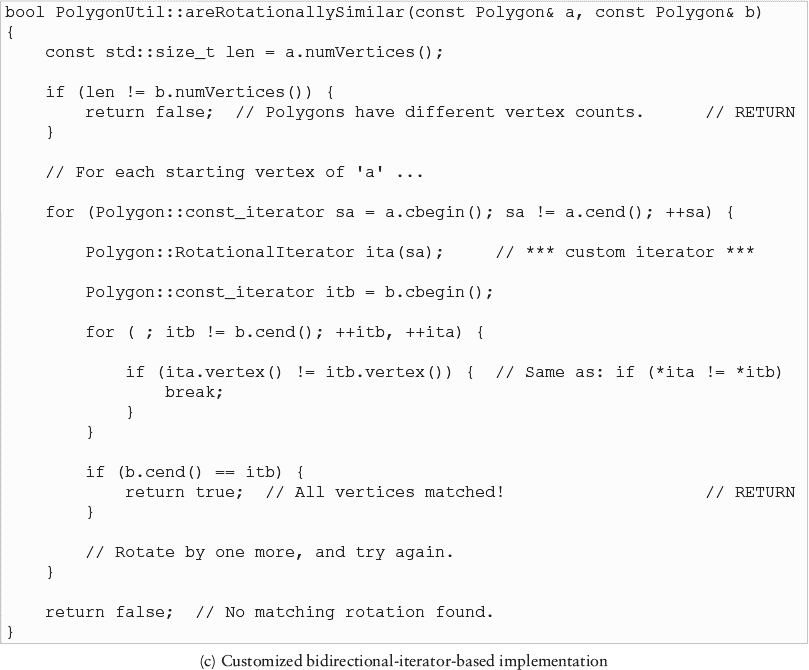 bool PolygonUtil::areRotationallySimilar(const Polygon& a, const Polygon& b)
{
    const std::size_t len = a.numVertices();

    if (len != b.numVertices()) {
        return false;  // Polygons have different vertex counts.      // RETURN
    }

    // For each starting vertex of 'a' ...

    for (Polygon::const_iterator sa = a.cbegin(); sa != a.cend(); ++sa) {

        Polygon::RotationalIterator ita(sa);     // *** custom iterator ***

        Polygon::const_iterator itb = b.cbegin();

        for ( ; itb != b.cend(); ++itb, ++ita) {

            if (ita.vertex() != itb.vertex()) {  // Same as: if (*ita != *itb)
                break;
            }
        }

        if (b.cend() == itb) {
            return true;  // All vertices matched!                    // RETURN
        }

        // Rotate by one more, and try again.
    }

    return false;  // No matching rotation found.
}
(c) Customized bidirectional-iterator-based implementation